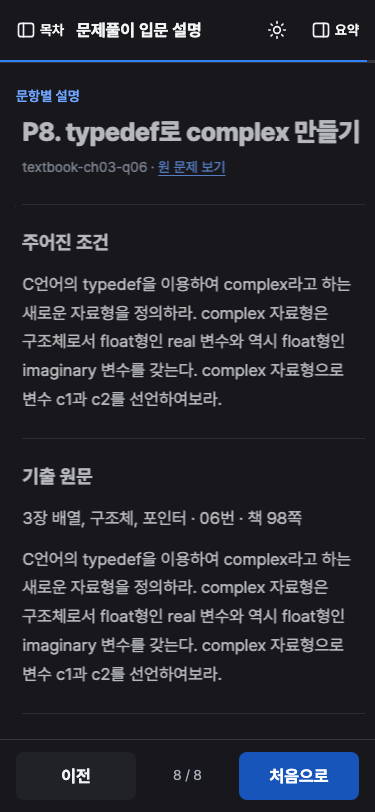 목차 문제풀이 입문 설명 요약
문항별 설명
P8. typedef로 complex 만들기
textbook-ch03-q06 · 원 문제 보기
주어진 조건
C언어의 typedef을 이용하여 complex라고 하는
새로운 자료형을 정의하라. complex 자료형은
구조체로서 float형인 real 변수와 역시 float형인
imaginary 변수를 갖는다. complex 자료형으로
변수 c1과 c2를 선언하여보라.
기출 원문
3장 배열, 구조체, 포인터 · 06번 · 책 98쪽
C언어의 typedef을 이용하여 complex라고 하는
새로운 자료형을 정의하라. complex 자료형은
구조체로서 float형인 real 변수와 역시 float형인
imaginary 변수를 갖는다. complex 자료형으로
변수 c1과 c2를 선언하여보라.
이전 8 / 8 처음으로